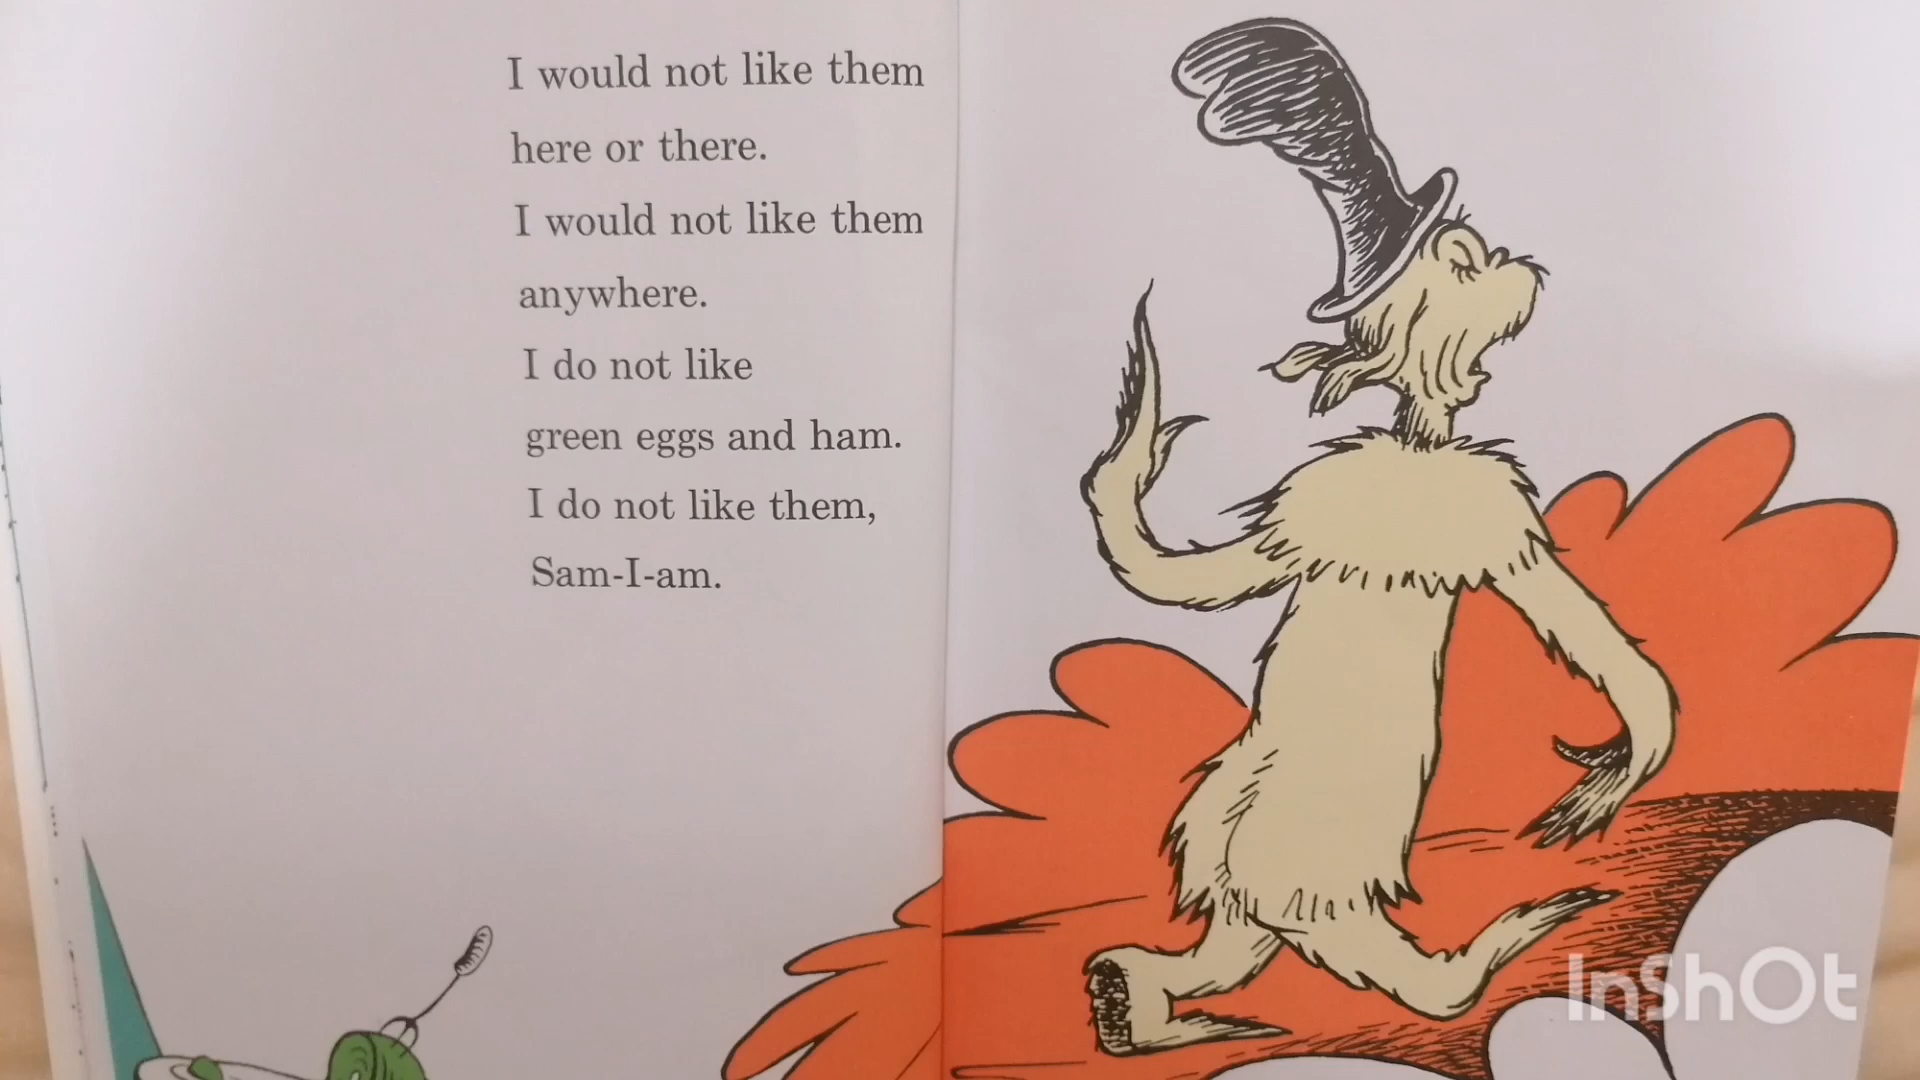 I would not like them
here or there.
I would not like them
anywhere.
I do not like
green eggs and ham.
I do not like them,
Sam-I-am.
InShOt